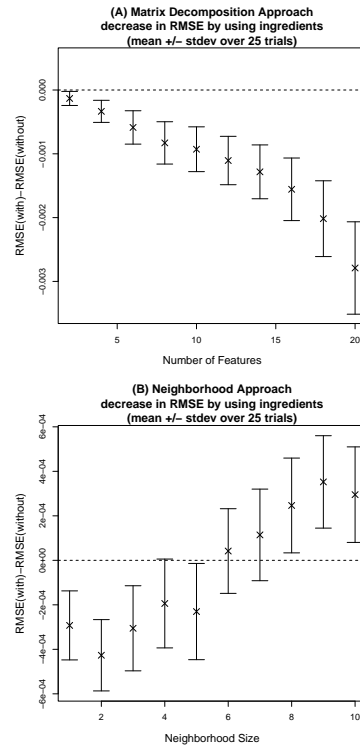 (A) Matrix Decomposition Approach
decrease in RMSE by using ingredients
(mean +/− stdev over 25 trials)
RMSE(with)−RMSE(without)
0.000
−0.001
−0.002
−0.003
5
10
15
20
Number of Features
(B) Neighborhood Approach
decrease in RMSE by using ingredients
(mean +/− stdev over 25 trials)
RMSE(with)−RMSE(without)
6e−04
4e−04
2e−04
0e+00
−2e−04
−4e−04
−6e−04
2
4
6
8
10
Neighborhood Size